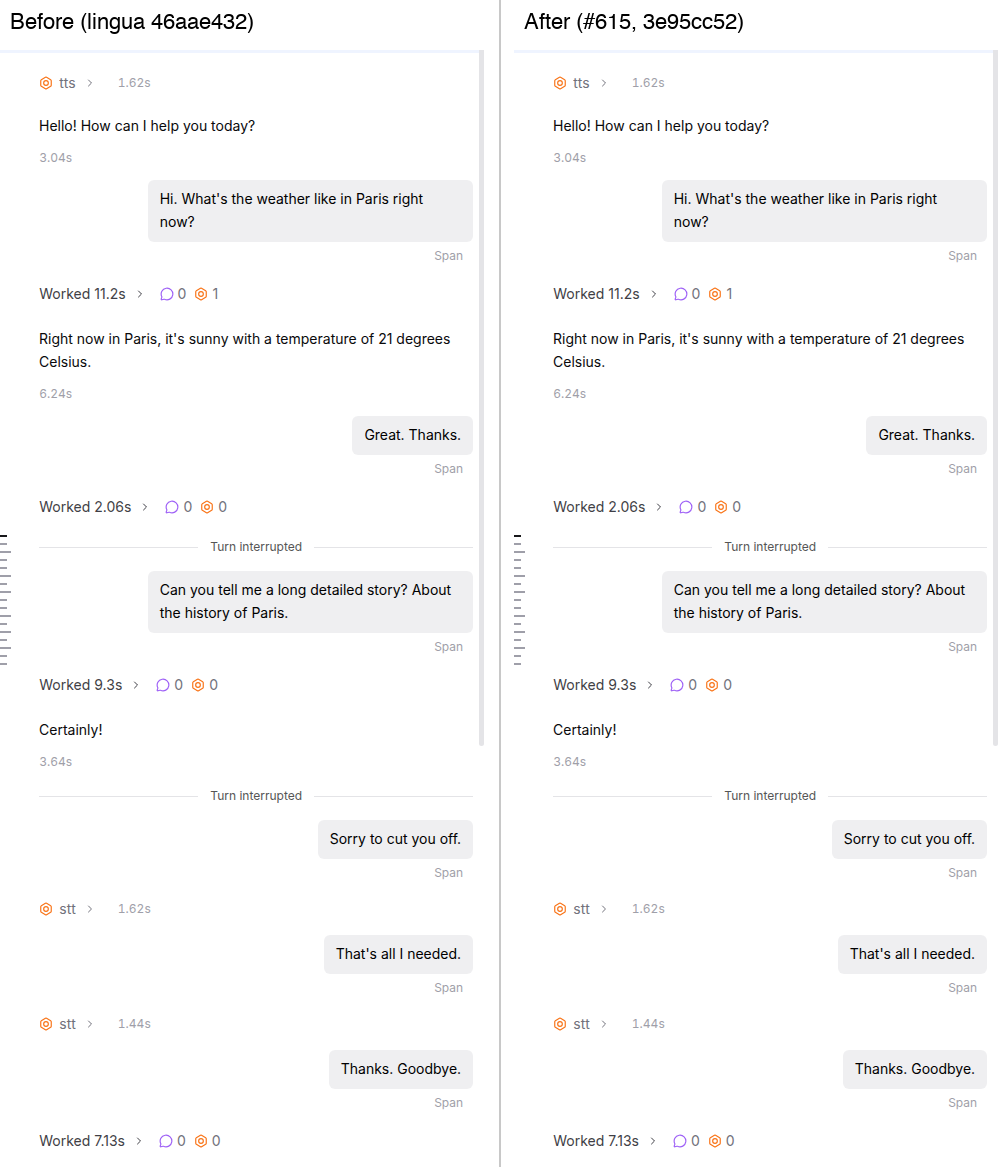 Before (lingua 46aae432)
tts 1.62s
Hello! How can I help you today?
3.04s
Hi. What's the weather like in Paris right
now?
Span
Worked 11.2s 0 1
Right now in Paris, it's sunny with a temperature of 21 degrees
Celsius.
6.24s
Great. Thanks.
Span
Worked 2.06s 0 0
Turn interrupted
Can you tell me a long detailed story? About
the history of Paris.
Span
Worked 9.3s 0 0
Certainly!
3.64s
Turn interrupted
Sorry to cut you off.
Span
stt 1.62s
That's all I needed.
Span
stt 1.44s
Thanks. Goodbye.
Span
Worked 7.13s 0 0
After (#615, 3e95cc52)
tts 1.62s
Hello! How can I help you today?
3.04s
Hi. What's the weather like in Paris right
now?
Span
Worked 11.2s 0 1
Right now in Paris, it's sunny with a temperature of 21 degrees
Celsius.
6.24s
Great. Thanks.
Span
Worked 2.06s 0 0
Turn interrupted
Can you tell me a long detailed story? About
the history of Paris.
Span
Worked 9.3s 0 0
Certainly!
3.64s
Turn interrupted
Sorry to cut you off.
Span
stt 1.62s
That's all I needed.
Span
stt 1.44s
Thanks. Goodbye.
Span
Worked 7.13s 0 0